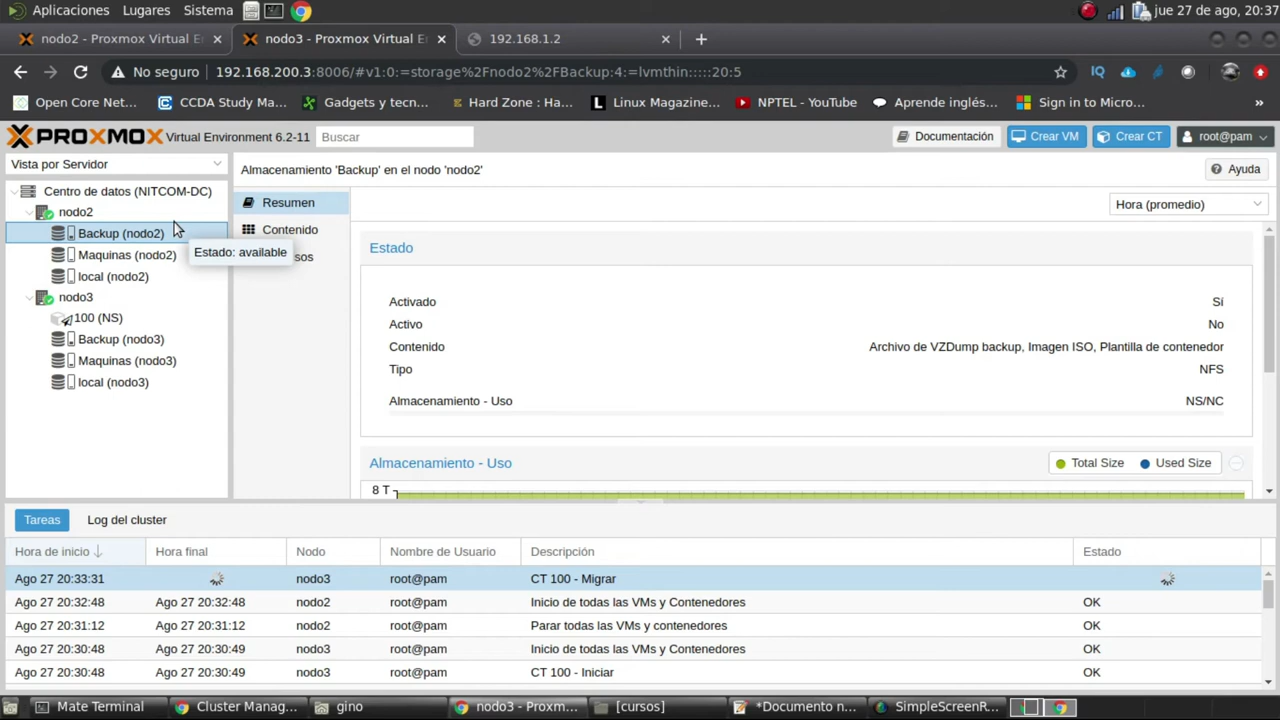 Aplicaciones Lugares Sistema jue 27 de ago, 20:37
nodo2 - Proxmox Virtual E nodo3 - Proxmox Virtual E 192.168.1.2
No seguro 192.168.200.3:8006/#v1:0:=storage%2Fnodo2%2FBackup:4:=lvmthin:::::20:5
Open Core Net... CCDA Study Ma... Gadgets y tecn... Hard Zone : Ha... Linux Magazine... NPTEL - YouTube Aprende inglés... Sign in to Micro... »
PROXMOX Virtual Environment 6.2-11 Buscar Documentación Crear VM Crear CT root@pam
Vista por Servidor
Almacenamiento 'Backup' en el nodo 'nodo2' Ayuda
Centro de datos (NITCOM-DC)
nodo2
Backup (nodo2)
Maquinas (nodo2)
local (nodo2)
nodo3
100 (NS)
Backup (nodo3)
Maquinas (nodo3)
local (nodo3)
Estado: available
Resumen
Contenido
sos
Hora (promedio)
Estado
Activado Sí
Activo No
Contenido Archivo de VZDump backup, Imagen ISO, Plantilla de contenedor
Tipo NFS
Almacenamiento - Uso NS/NC
Almacenamiento - Uso Total Size Used Size
8 T
Tareas Log del cluster
Hora de inicio Hora final Nodo Nombre de Usuario Descripción Estado
Ago 27 20:33:31 nodo3 root@pam CT 100 - Migrar
Ago 27 20:32:48 Ago 27 20:32:48 nodo2 root@pam Inicio de todas las VMs y Contenedores OK
Ago 27 20:31:12 Ago 27 20:31:12 nodo2 root@pam Parar todas las VMs y contenedores OK
Ago 27 20:30:48 Ago 27 20:30:49 nodo3 root@pam Inicio de todas las VMs y Contenedores OK
Ago 27 20:30:48 Ago 27 20:30:49 nodo3 root@pam CT 100 - Iniciar OK
Mate Terminal Cluster Manag... gino nodo3 - Proxm... [cursos] *Documento n... SimpleScreenR...